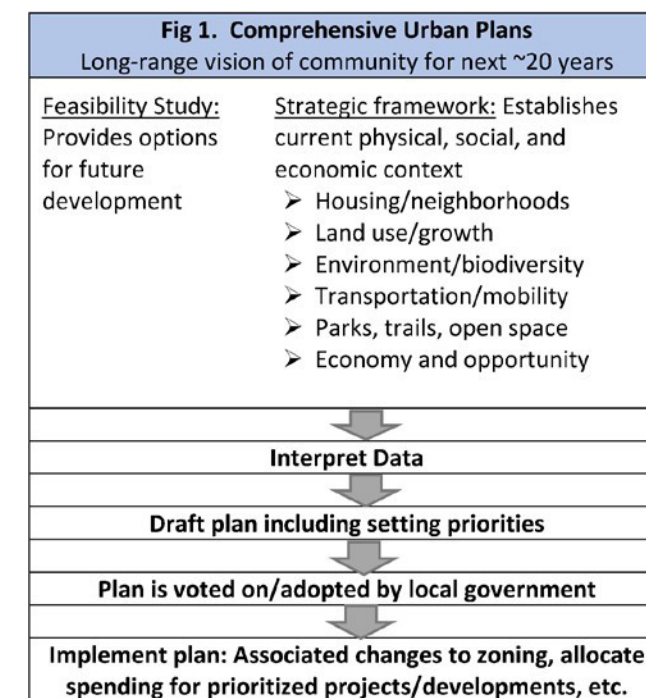 Fig 1. Comprehensive Urban Plans
Long-range vision of community for next ~20 years
Feasibility Study:
Provides options
for future
development
Strategic framework: Establishes
current physical, social, and
economic context
➢ Housing/neighborhoods
➢ Land use/growth
➢ Environment/biodiversity
➢ Transportation/mobility
➢ Parks, trails, open space
➢ Economy and opportunity
Interpret Data
Draft plan including setting priorities
Plan is voted on/adopted by local government
Implement plan: Associated changes to zoning, allocate
spending for prioritized projects/developments, etc.